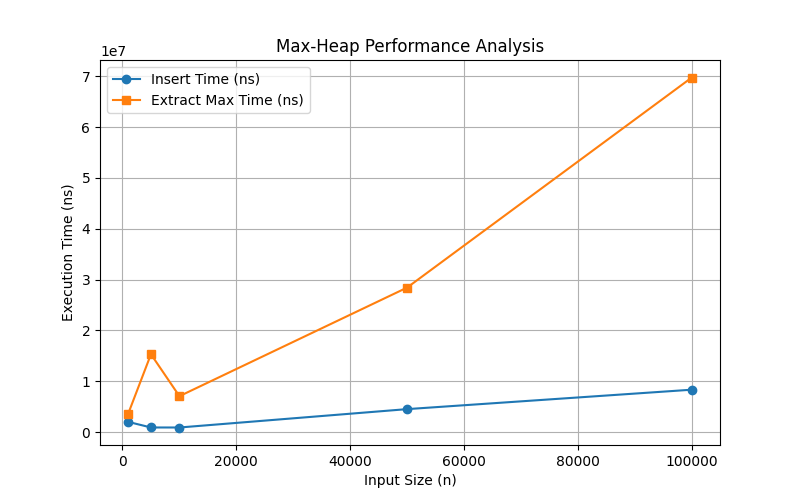 Max-Heap Performance Analysis
1e7
Insert Time (ns)
Extract Max Time (ns)
7
6
5
4
3
2
1
0
Execution Time (ns)
0 20000 40000 60000 80000 100000
Input Size (n)